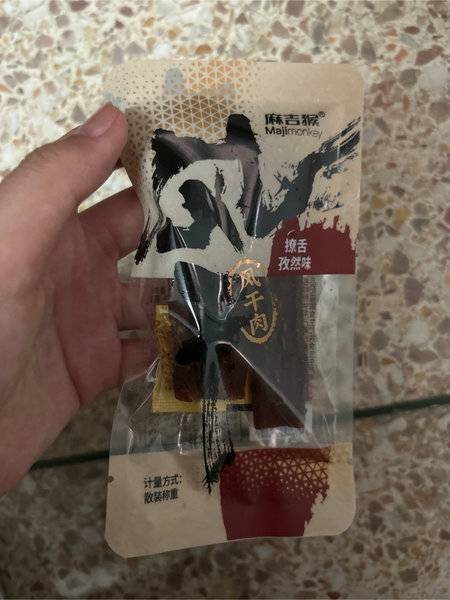 麻吉猴®
Majimonkey
风
撩舌
孜然味
风干肉
计量方式：
散装称重